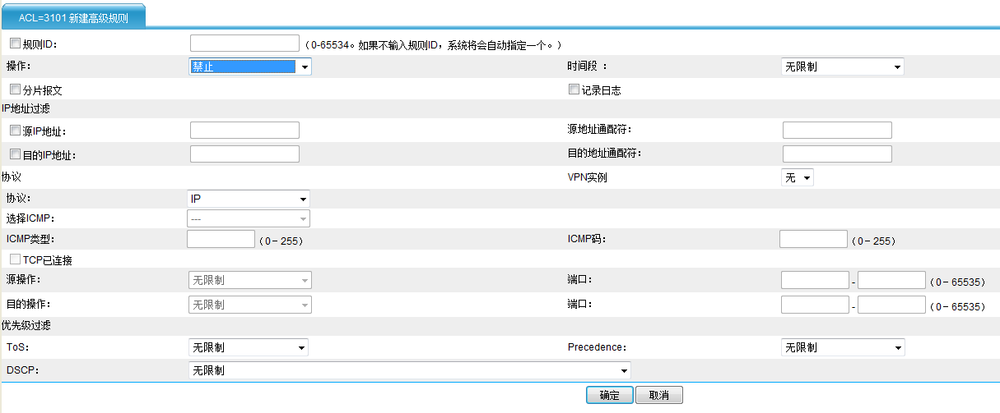 ACL=3101 新建高级规则
规则ID： （0-65534。如果不输入规则ID，系统将会自动指定一个。）
操作： 禁止 时间段 ： 无限制
分片报文 记录日志
IP地址过滤
源IP地址： 源地址通配符：
目的IP地址： 目的地址通配符：
协议 VPN实例 无
协议： IP
选择ICMP： ---
ICMP类型： （0－255） ICMP码： （0－255）
TCP已连接
源操作： 无限制 端口： - （0－65535）
目的操作： 无限制 端口： - （0－65535）
优先级过滤
ToS： 无限制 Precedence： 无限制
DSCP： 无限制
确定 取消